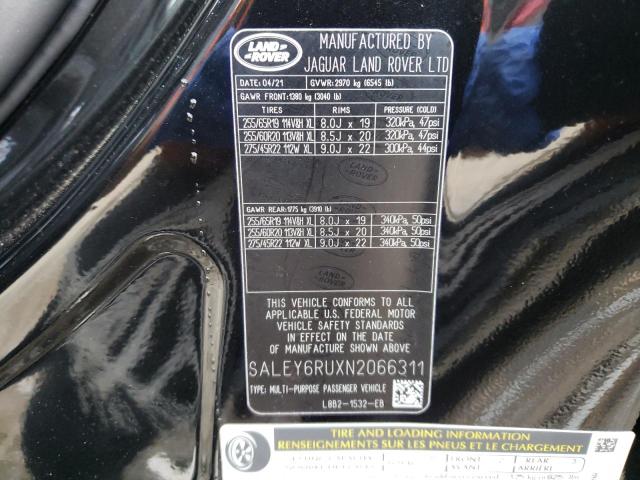 LAND ROVER
MANUFACTURED BY
JAGUAR LAND ROVER LTD
DATE: 04/21 GVWR: 2970 kg (6545 lb)
GAWR FRONT: 1380 kg (3040 lb)
TIRES RIMS PRESSURE (COLD)
255/65R19 114V&H XL 8.0J x 19 320kPa, 47psi
255/60R20 113V&H XL 8.5J x 20 320kPa, 47psi
275/45R22 112W XL 9.0J x 22 300kPa, 44psi
GAWR REAR: 1775 kg (3910 lb)
255/65R19 114V&H XL 8.0J x 19 340kPa, 50psi
255/60R20 113V&H XL 8.5J x 20 340kPa, 50psi
275/45R22 112W XL 9.0J x 22 340kPa, 50psi
THIS VEHICLE CONFORMS TO ALL
APPLICABLE U.S. FEDERAL MOTOR
VEHICLE SAFETY STANDARDS
IN EFFECT ON THE DATE OF
MANUFACTURE SHOWN ABOVE.
SALEY6RUXN2066311
TYPE: MULTI-PURPOSE PASSENGER VEHICLE
L8B2-1532-EB
TIRE AND LOADING INFORMATION
RENSEIGNEMENTS SUR LES PNEUS ET LE CHARGEMENT
SEATING CAPACITY FRONT REAR
AVANT ARRIÈRE